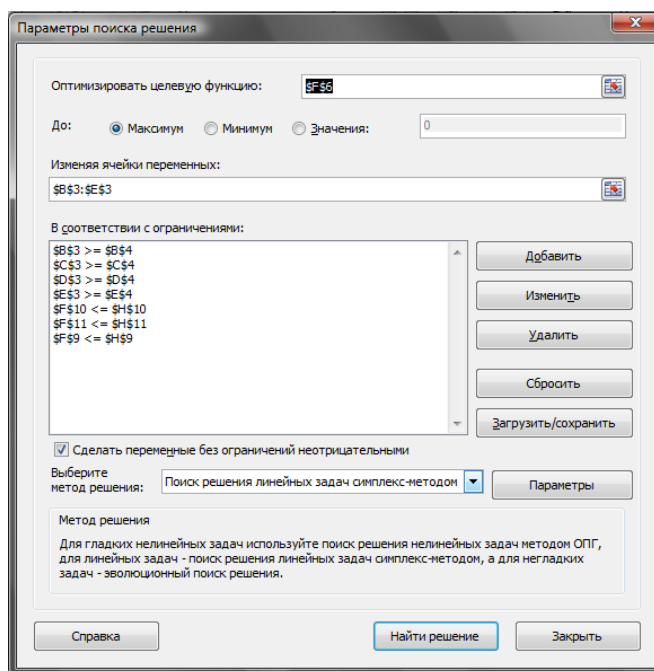 Параметры поиска решения
Оптимизировать целевую функцию: $F$6
До: Максимум Минимум Значения: 0
Изменяя ячейки переменных:
$B$3:$E$3
В соответствии с ограничениями:
$B$3 >= $B$4
$C$3 >= $C$4
$D$3 >= $D$4
$E$3 >= $E$4
$F$10 <= $H$10
$F$11 <= $H$11
$F$9 <= $H$9
Добавить
Изменить
Удалить
Сбросить
Загрузить/сохранить
Сделать переменные без ограничений неотрицательными
Выберите
метод решения: Поиск решения линейных задач симплекс-методом Параметры
Метод решения
Для гладких нелинейных задач используйте поиск решения нелинейных задач методом ОПГ,
для линейных задач - поиск решения линейных задач симплекс-методом, а для негладких
задач - эволюционный поиск решения.
Справка Найти решение Закрыть